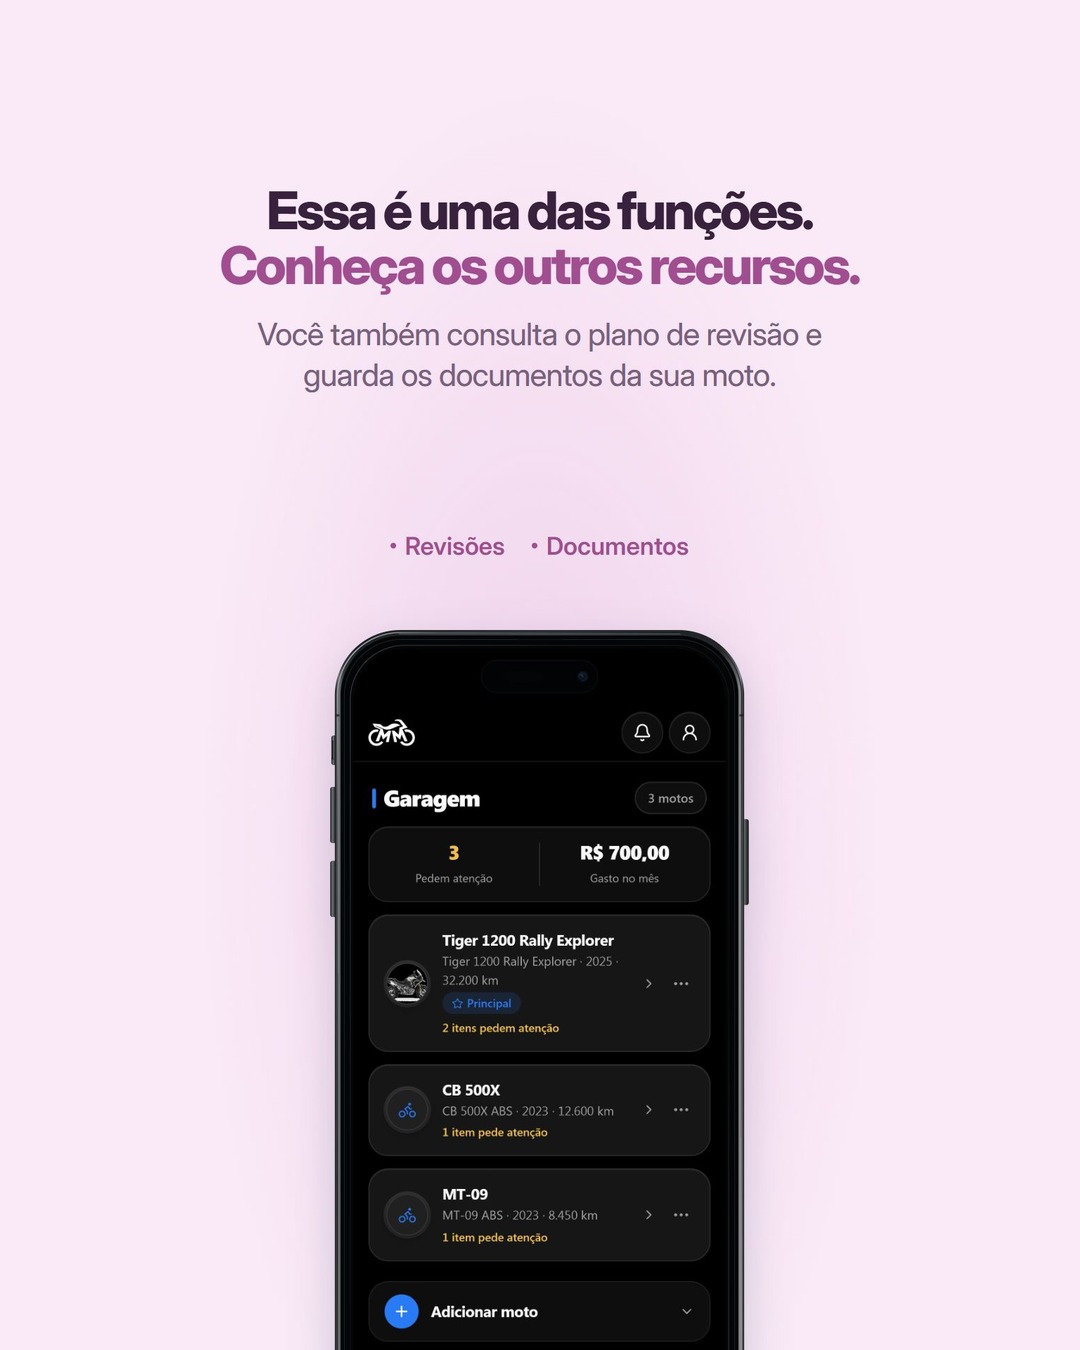 Essa é uma das funções.
Conheça os outros recursos.
Você também consulta o plano de revisão e
guarda os documentos da sua moto.
• Revisões • Documentos
MM
Garagem
3 motos
3
R$ 700,00
Pedem atenção
Gasto no mês
Tiger 1200 Rally Explorer
Tiger 1200 Rally Explorer · 2025 ·
32.200 km
Principal
2 itens pedem atenção
CB 500X
CB 500X ABS · 2023 · 12.600 km
1 item pede atenção
MT-09
MT-09 ABS · 2023 · 8.450 km
1 item pede atenção
Adicionar moto